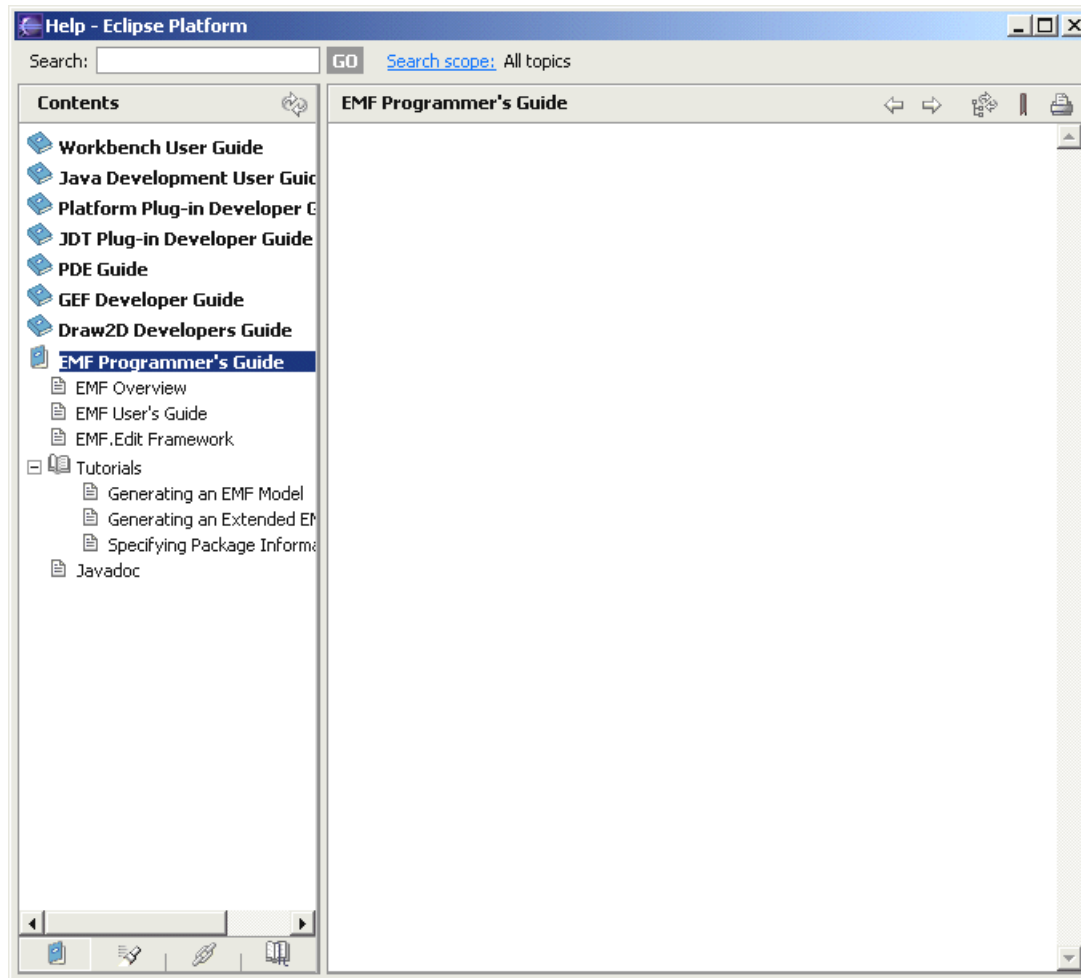 Help - Eclipse Platform
Search:
GO
Search scope: All topics
Contents
EMF Programmer's Guide
Workbench User Guide
Java Development User Guid
Platform Plug-in Developer G
JDT Plug-in Developer Guide
PDE Guide
GEF Developer Guide
Draw2D Developers Guide
EMF Programmer's Guide
EMF Overview
EMF User's Guide
EMF.Edit Framework
Tutorials
Generating an EMF Model
Generating an Extended EM
Specifying Package Informa
Javadoc